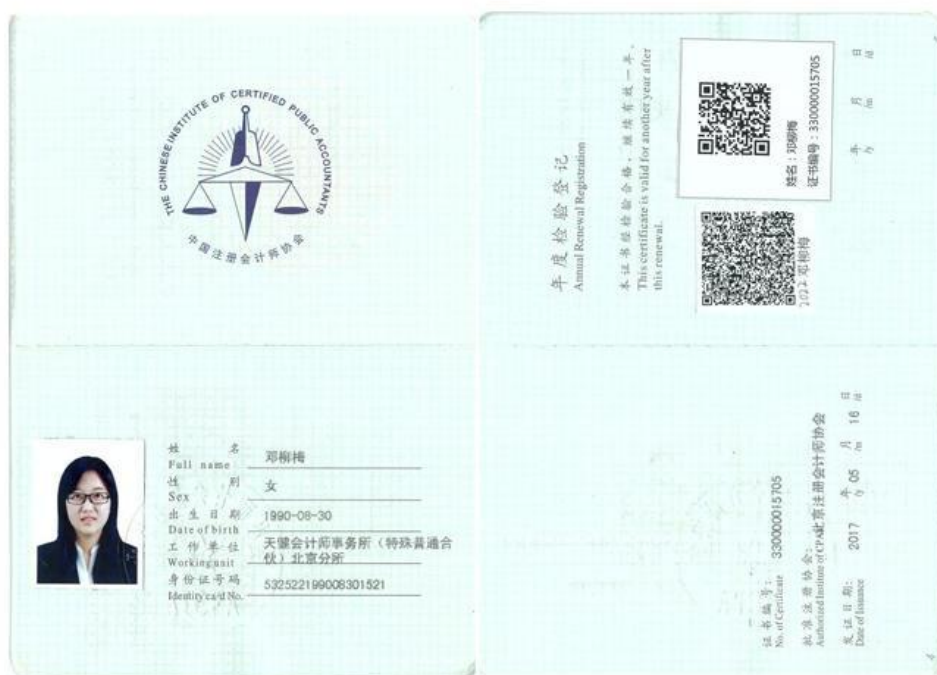 THE CHINESE INSTITUTE OF CERTIFIED PUBLIC ACCOUNTANTS
中国注册会计师协会
姓 名
Full name
邓柳梅
性 别
Sex
女
出 生 日 期
Date of birth
1990-08-30
工 作 单 位
Working unit
天健会计师事务所（特殊普通合
伙）北京分所
身份证号码
Identity card No.
532522199008301521
年度检验登记
Annual Renewal Registration
本证书经检验合格，继续有效一年。
This certificate is valid for another year after
this renewal.
姓名：邓柳梅
证书编号：330000015705
2022 邓柳梅
年 月 日
/y /m /d
证书编号：
No. of Certificate
330000015705
批准注册协会：
Authorized Institute of CPAs
北京注册会计师协会
发证日期：
Date of Issuance
2017 年 05 月 16 日
/y /m /d
4